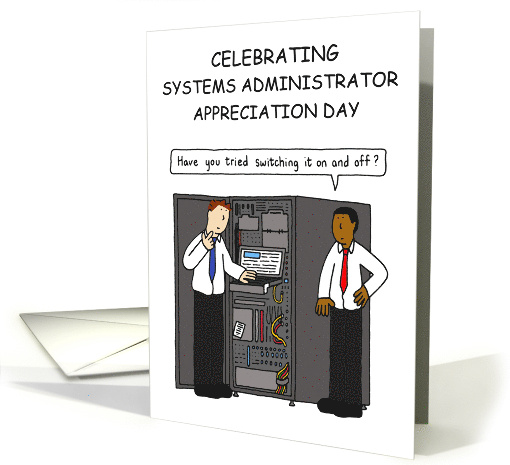 CELEBRATING
SYSTEMS ADMINISTRATOR
APPRECIATION DAY
Have you tried switching it on and off?